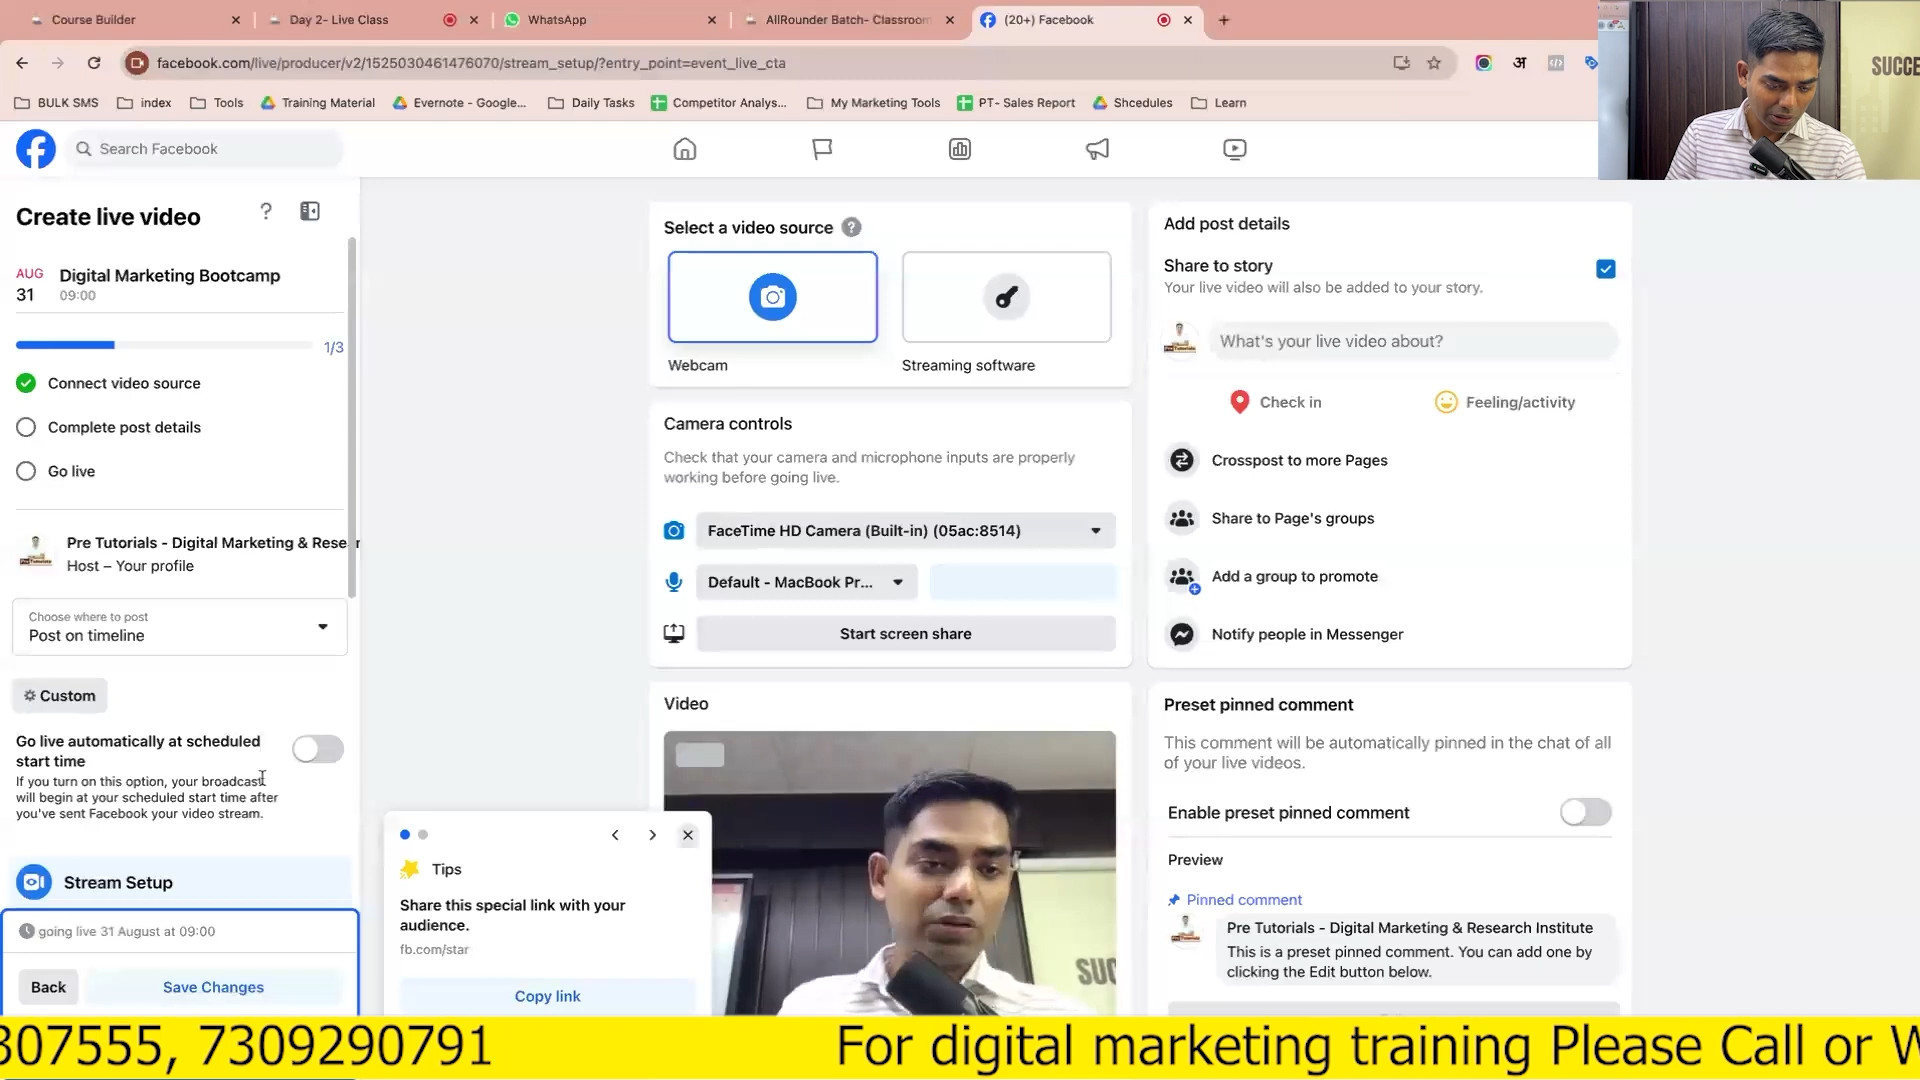 Course Builder
Day 2- Live Class
WhatsApp
AllRounder Batch- Classroom
(20+) Facebook
facebook.com/live/producer/v2/1525030461476070/stream_setup/?entry_point=event_live_cta
अ
BULK SMS
index
Tools
Training Material
Evernote - Google...
Daily Tasks
Competitor Analys...
My Marketing Tools
PT- Sales Report
Shcedules
Learn
SUCCE
Search Facebook
Create live video
AUG
31
Digital Marketing Bootcamp
09:00
1/3
Connect video source
Complete post details
Go live
Pre Tutorials - Digital Marketing & Resear
Host – Your profile
Choose where to post
Post on timeline
Custom
Go live automatically at scheduled
start time
If you turn on this option, your broadcast
will begin at your scheduled start time after
you've sent Facebook your video stream.
Stream Setup
going live 31 August at 09:00
Back
Save Changes
Tips
Share this special link with your
audience.
fb.com/star
Copy link
Select a video source
Webcam
Streaming software
Camera controls
Check that your camera and microphone inputs are properly
working before going live.
FaceTime HD Camera (Built-in) (05ac:8514)
Default - MacBook Pr...
Start screen share
Video
SUC
Add post details
Share to story
Your live video will also be added to your story.
What's your live video about?
Check in
Feeling/activity
Crosspost to more Pages
Share to Page's groups
Add a group to promote
Notify people in Messenger
Preset pinned comment
This comment will be automatically pinned in the chat of all
of your live videos.
Enable preset pinned comment
Preview
Pinned comment
Pre Tutorials - Digital Marketing & Research Institute
This is a preset pinned comment. You can add one by
clicking the Edit button below.
307555, 7309290791
For digital marketing training Please Call or W